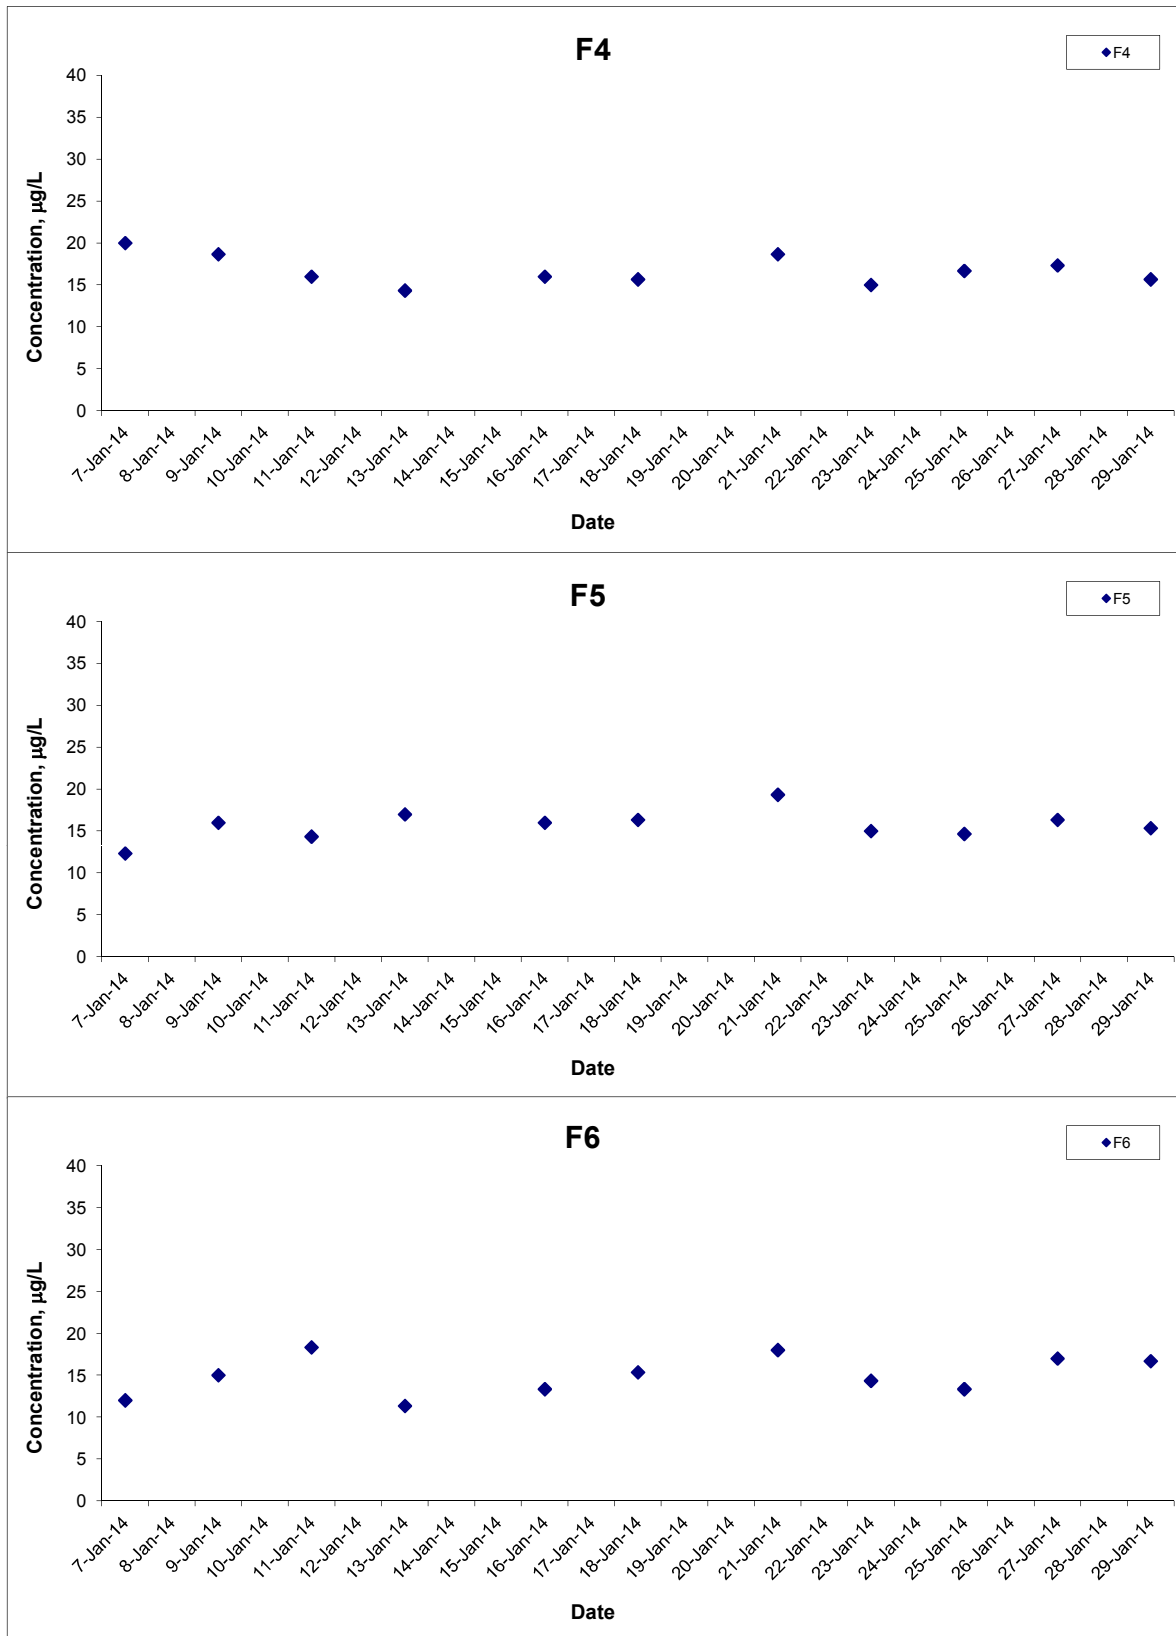 F4
F4
40
35
30
25
20
15
10
5
0
Concentration, µg/L
7-Jan-14
8-Jan-14
9-Jan-14
10-Jan-14
11-Jan-14
12-Jan-14
13-Jan-14
14-Jan-14
15-Jan-14
16-Jan-14
17-Jan-14
18-Jan-14
19-Jan-14
20-Jan-14
21-Jan-14
22-Jan-14
23-Jan-14
24-Jan-14
25-Jan-14
26-Jan-14
27-Jan-14
28-Jan-14
29-Jan-14
Date
F5
F5
40
35
30
25
20
15
10
5
0
Concentration, µg/L
7-Jan-14
8-Jan-14
9-Jan-14
10-Jan-14
11-Jan-14
12-Jan-14
13-Jan-14
14-Jan-14
15-Jan-14
16-Jan-14
17-Jan-14
18-Jan-14
19-Jan-14
20-Jan-14
21-Jan-14
22-Jan-14
23-Jan-14
24-Jan-14
25-Jan-14
26-Jan-14
27-Jan-14
28-Jan-14
29-Jan-14
Date
F6
F6
40
35
30
25
20
15
10
5
0
Concentration, µg/L
7-Jan-14
8-Jan-14
9-Jan-14
10-Jan-14
11-Jan-14
12-Jan-14
13-Jan-14
14-Jan-14
15-Jan-14
16-Jan-14
17-Jan-14
18-Jan-14
19-Jan-14
20-Jan-14
21-Jan-14
22-Jan-14
23-Jan-14
24-Jan-14
25-Jan-14
26-Jan-14
27-Jan-14
28-Jan-14
29-Jan-14
Date